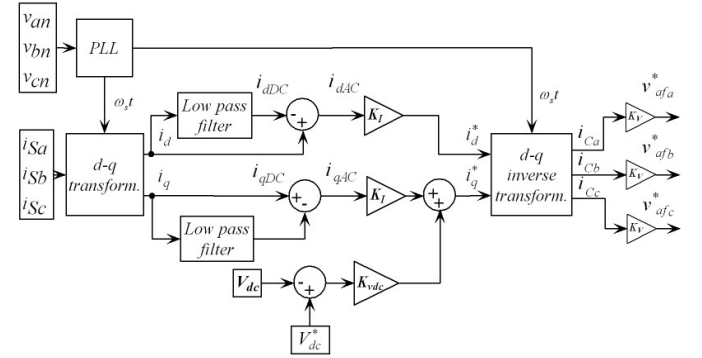 v_an
v_bn
v_cn
PLL
ω_s t
ω_s t
i_Sa
i_Sb
i_Sc
d-q
transform.
Low pass
filter
i_d
i_dDC
- +
i_dAC
K_I
i_d^*
i_q
i_qDC
+ -
i_qAC
K_I
+ +
i_q^*
Low pass
filter
V_dc
- +
K_vdc
V_dc^*
d-q
inverse
transform.
i_Ca
i_Cb
i_Cc
K_V
K_V
K_V
v^*_afa
v^*_afb
v^*_afc